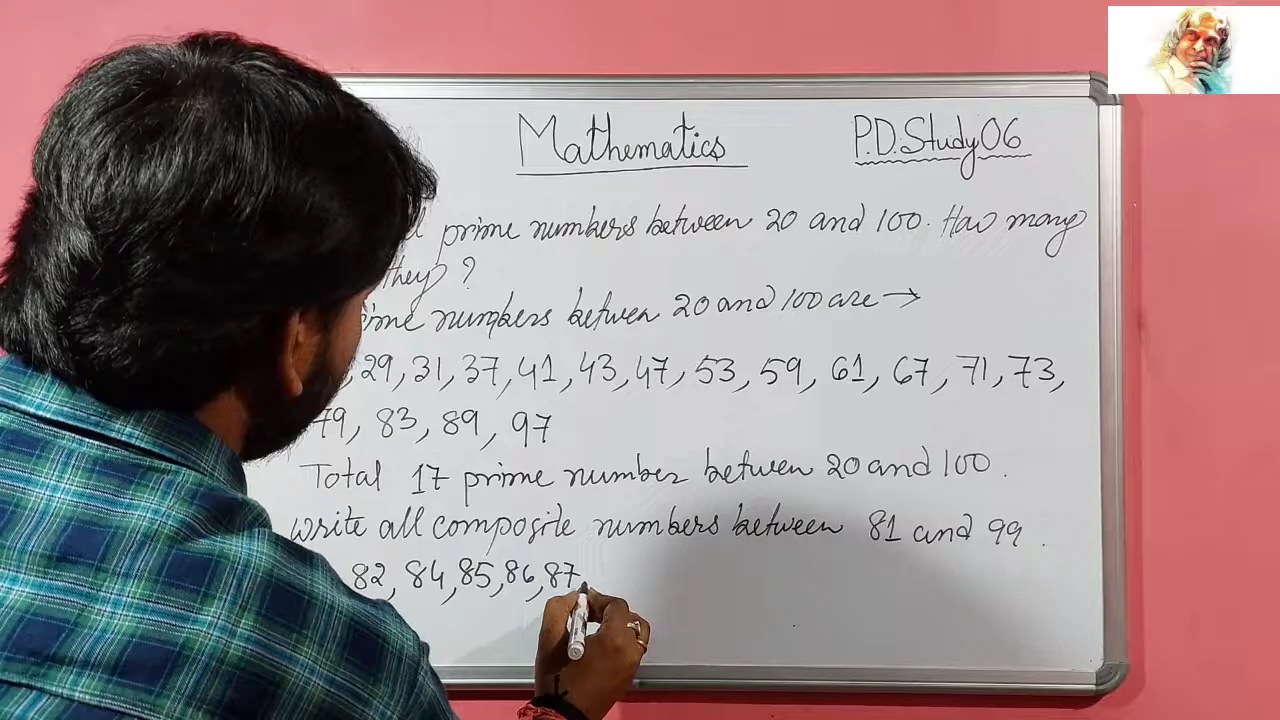 Mathematics
P.D.Study06
prime numbers between 20 and 100. How many
they ?
numbers betwen 20 and 100 are →
, 29, 31, 37, 41, 43, 47, 53, 59, 61, 67, 71, 73,
79, 83, 89, 97
Total 17 prime number between 20 and 100.
Write all composite numbers between 81 and 99.
82, 84, 85, 86, 87